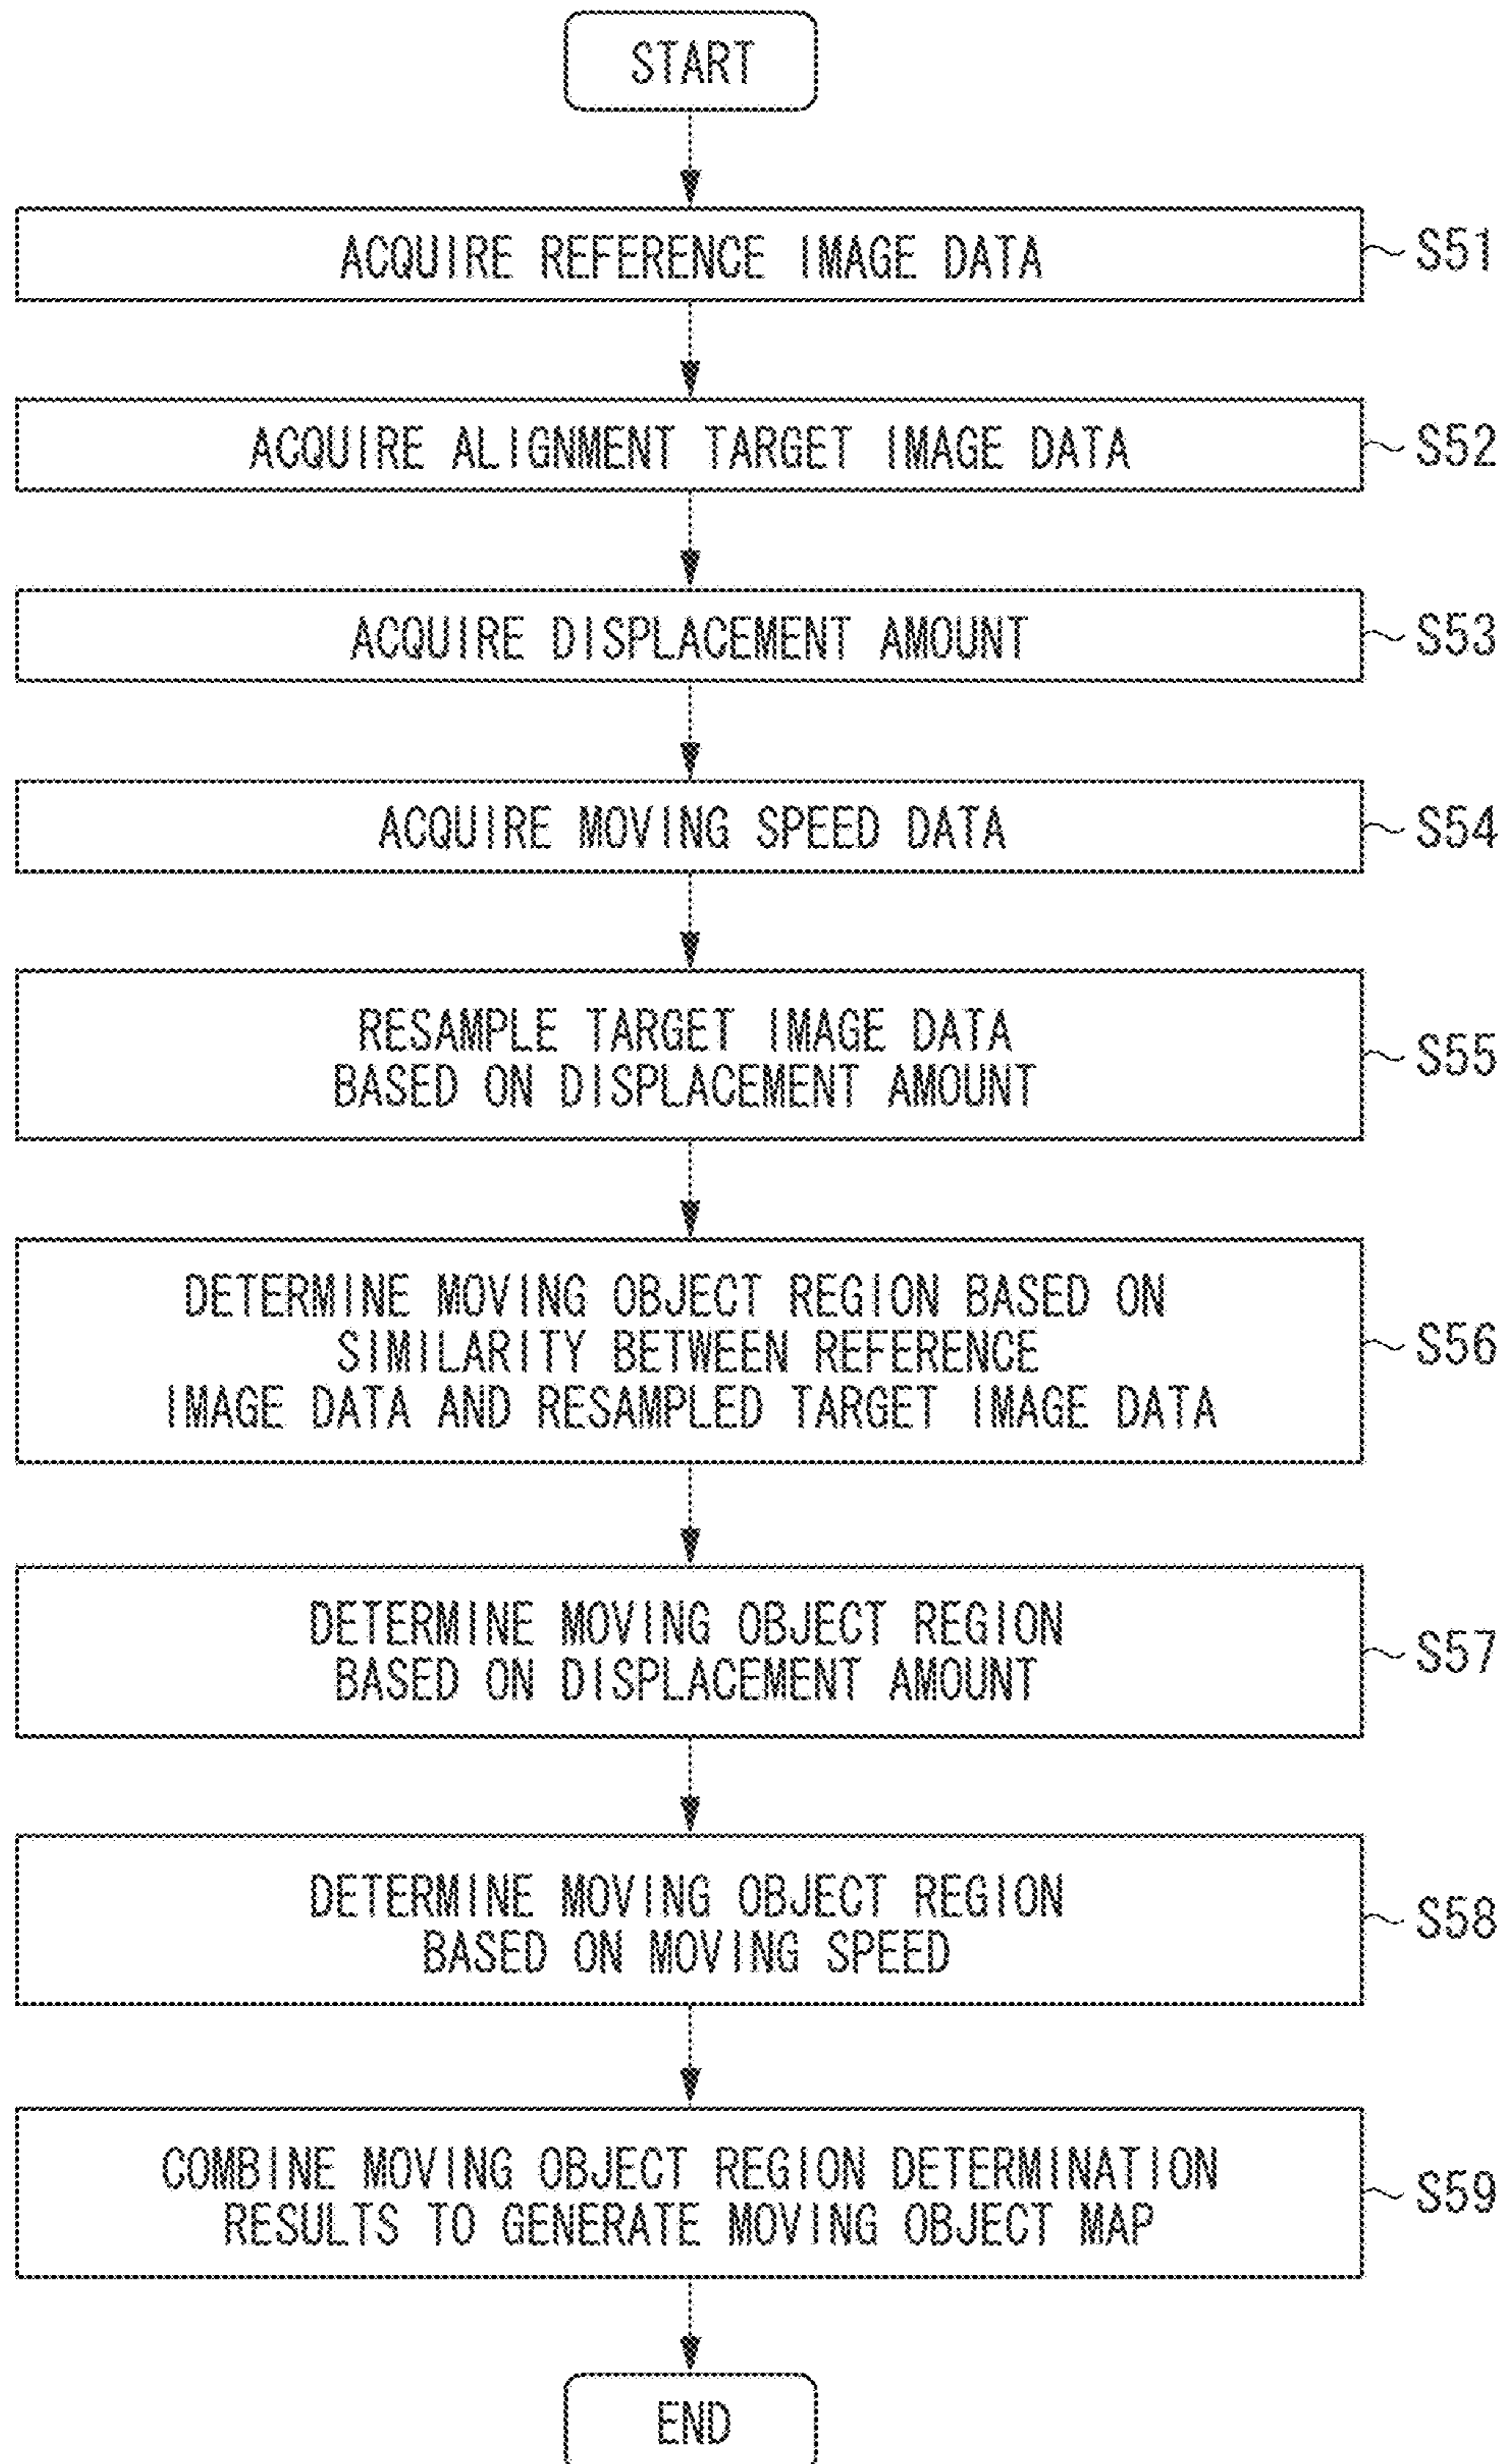 START
ACQUIRE REFERENCE IMAGE DATA
S51
ACQUIRE ALIGNMENT TARGET IMAGE DATA
S52
ACQUIRE DISPLACEMENT AMOUNT
S53
ACQUIRE MOVING SPEED DATA
S54
RESAMPLE TARGET IMAGE DATA
BASED ON DISPLACEMENT AMOUNT
S55
DETERMINE MOVING OBJECT REGION BASED ON
SIMILARITY BETWEEN REFERENCE
IMAGE DATA AND RESAMPLED TARGET IMAGE DATA
S56
DETERMINE MOVING OBJECT REGION
BASED ON DISPLACEMENT AMOUNT
S57
DETERMINE MOVING OBJECT REGION
BASED ON MOVING SPEED
S58
COMBINE MOVING OBJECT REGION DETERMINATION
RESULTS TO GENERATE MOVING OBJECT MAP
S59
END